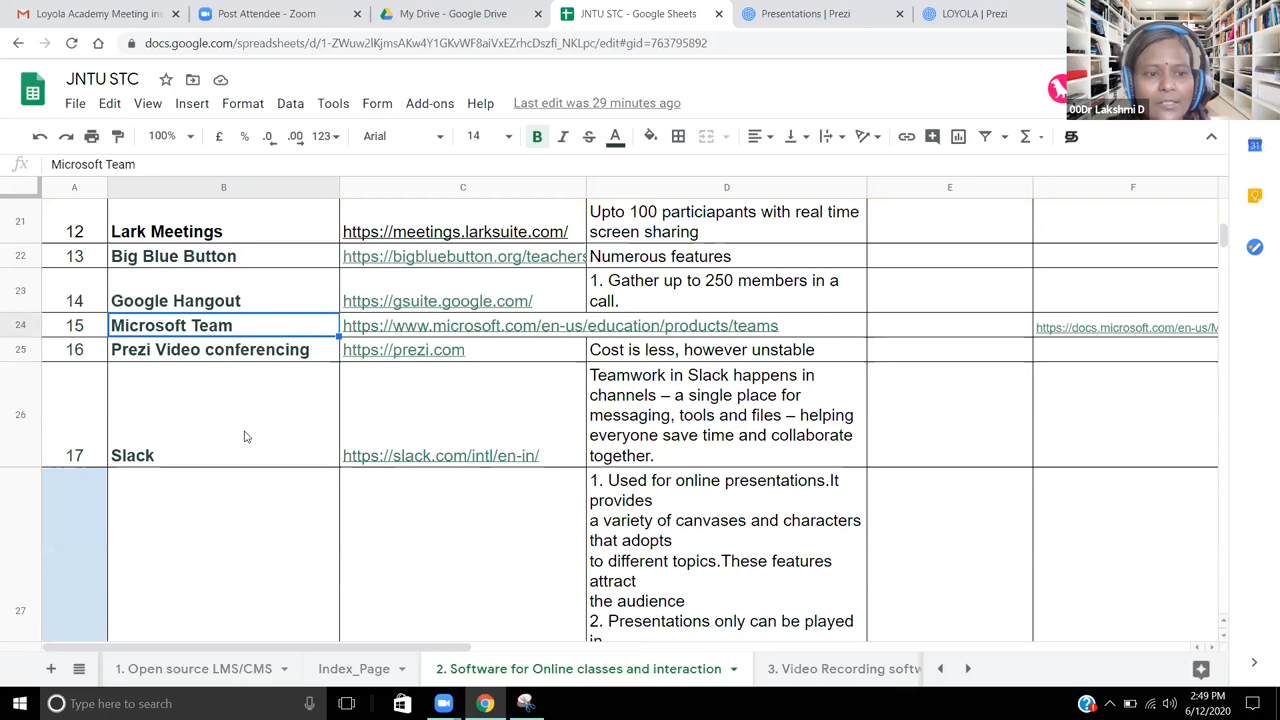 Loyola Academy Meeting inv
Post Attendee - Zoom
My Drive - Google Drive
JNTU STC - Google Sheets
Presentations | Prezi
LOYOLA | Prezi
docs.google.com/spreadsheets/d/1-ZWuw2lKjmsAKw4Y1GKvWF8aiVxEZrhcDszfi_NKLpc/edit#gid=763795892
JNTU STC
File Edit View Insert Format Data Tools Form Add-ons Help Last edit was 29 minutes ago
00Dr Lakshmi D
100% £ % .0 .00 123 Arial 14 B I S A
fx Microsoft Team
A B C D E F
21 12 Lark Meetings https://meetings.larksuite.com/ Upto 100 particiapants with real time
screen sharing
22 13 Big Blue Button https://bigbluebutton.org/teachers Numerous features
23 14 Google Hangout https://gsuite.google.com/ 1. Gather up to 250 members in a
call.
24 15 Microsoft Team https://www.microsoft.com/en-us/education/products/teams https://docs.microsoft.com/en-us/M
25 16 Prezi Video conferencing https://prezi.com Cost is less, however unstable
26 17 Slack https://slack.com/intl/en-in/ Teamwork in Slack happens in
channels – a single place for
messaging, tools and files – helping
everyone save time and collaborate
together.
27 1. Used for online presentations.It
provides
a variety of canvases and characters
that adopts
to different topics.These features
attract
the audience
2. Presentations only can be played
in
1. Open source LMS/CMS Index_Page 2. Software for Online classes and interaction 3. Video Recording softw
Type here to search
2:49 PM
6/12/2020